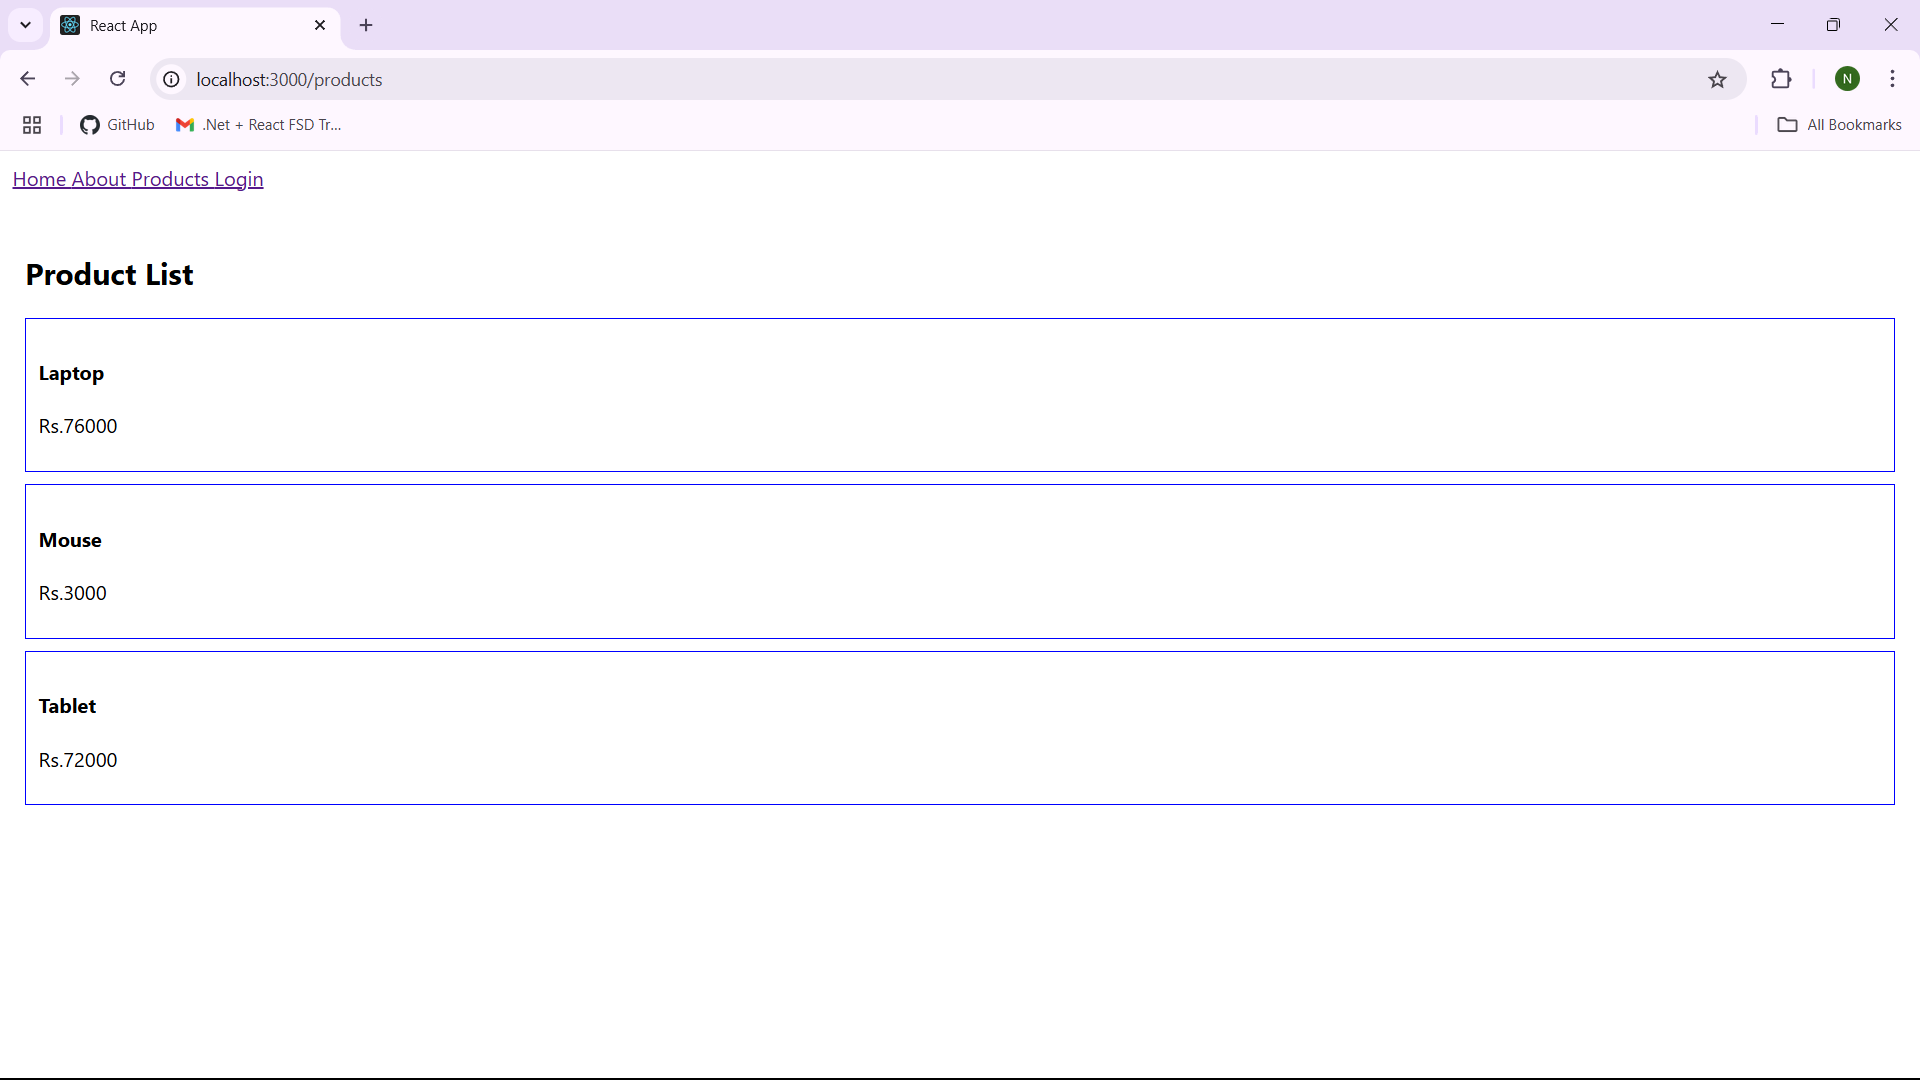 React App
localhost:3000/products
N
GitHub
.Net + React FSD Tr...
All Bookmarks
Home About Products Login
Product List
Laptop
Rs.76000
Mouse
Rs.3000
Tablet
Rs.72000